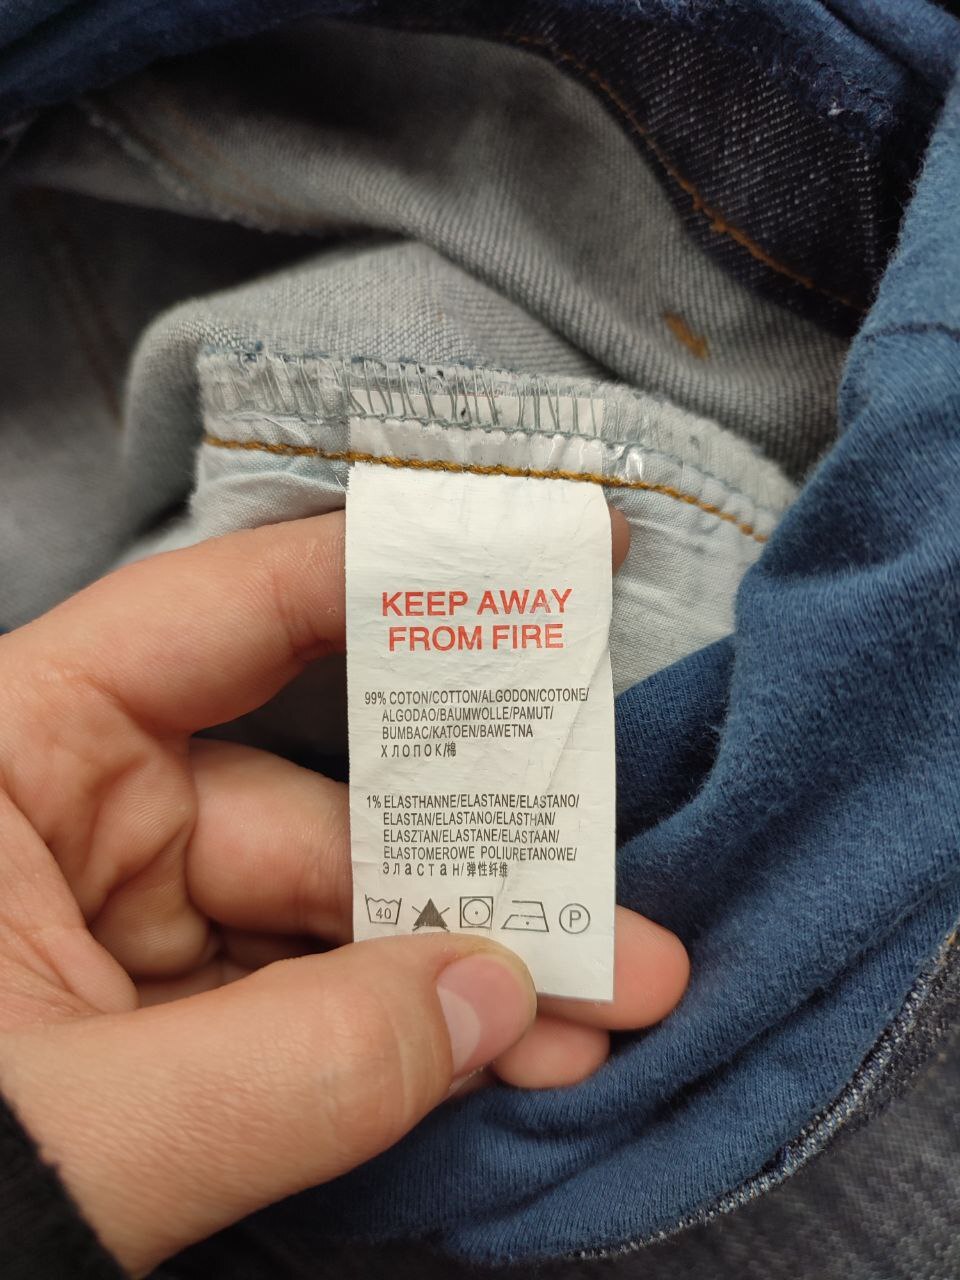 KEEP AWAY
FROM FIRE
99% COTON/COTTON/ALGODON/COTONE/
ALGODAO/BAUMWOLLE/PAMUT/
BUMBAC/KATOEN/BAWETNA
ХЛОПОК/棉
1% ELASTHANNE/ELASTANE/ELASTANO/
ELASTAN/ELASTANO/ELASTHAN/
ELASZTAN/ELASTANE/ELASTAAN/
ELASTOMEROWE POLIURETANOWE/
Эластан/弹性纤维
40 P